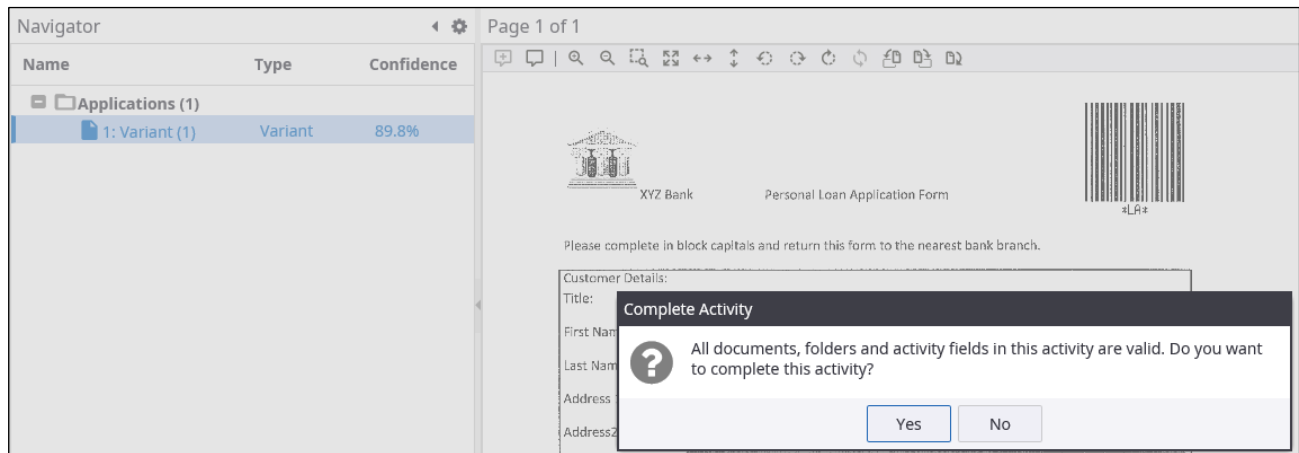 Navigator
Page 1 of 1
Name Type Confidence
Applications (1)
1: Variant (1) Variant 89.8%
XYZ Bank Personal Loan Application Form
*LA*
Please complete in block capitals and return this form to the nearest bank branch.
Customer Details:
Title:
Complete Activity
First Nam
All documents, folders and activity fields in this activity are valid. Do you want
to complete this activity?
Last Nam
Address
Address2
Yes No